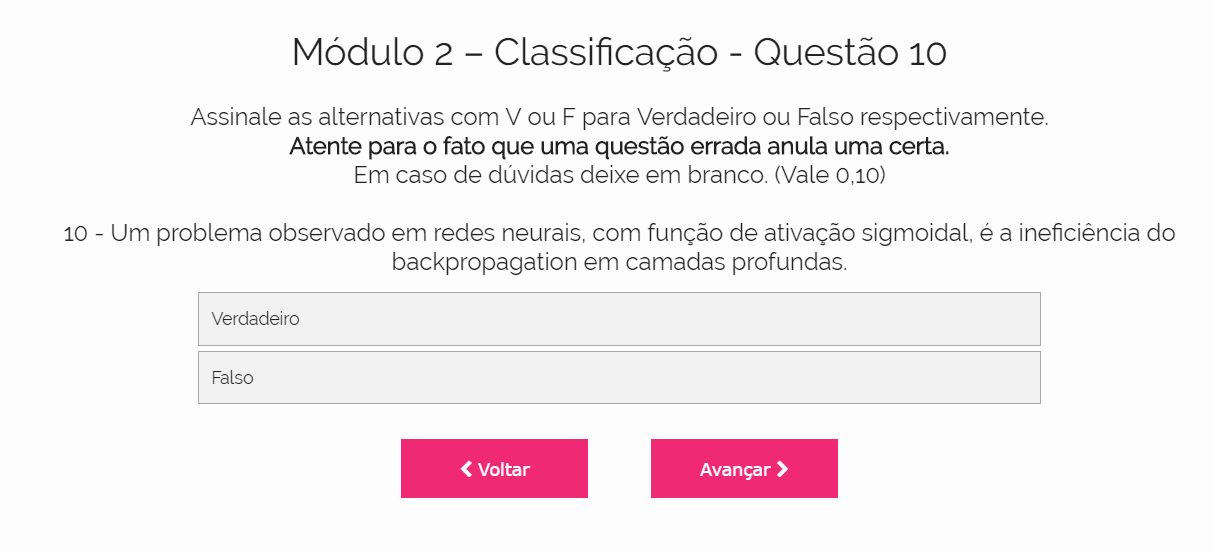 Módulo 2 – Classificação - Questão 10
Assinale as alternativas com V ou F para Verdadeiro ou Falso respectivamente.
Atente para o fato que uma questão errada anula uma certa.
Em caso de dúvidas deixe em branco. (Vale 0,10)
10 - Um problema observado em redes neurais, com função de ativação sigmoidal, é a ineficiência do
backpropagation em camadas profundas.
Verdadeiro
Falso
Voltar
Avançar